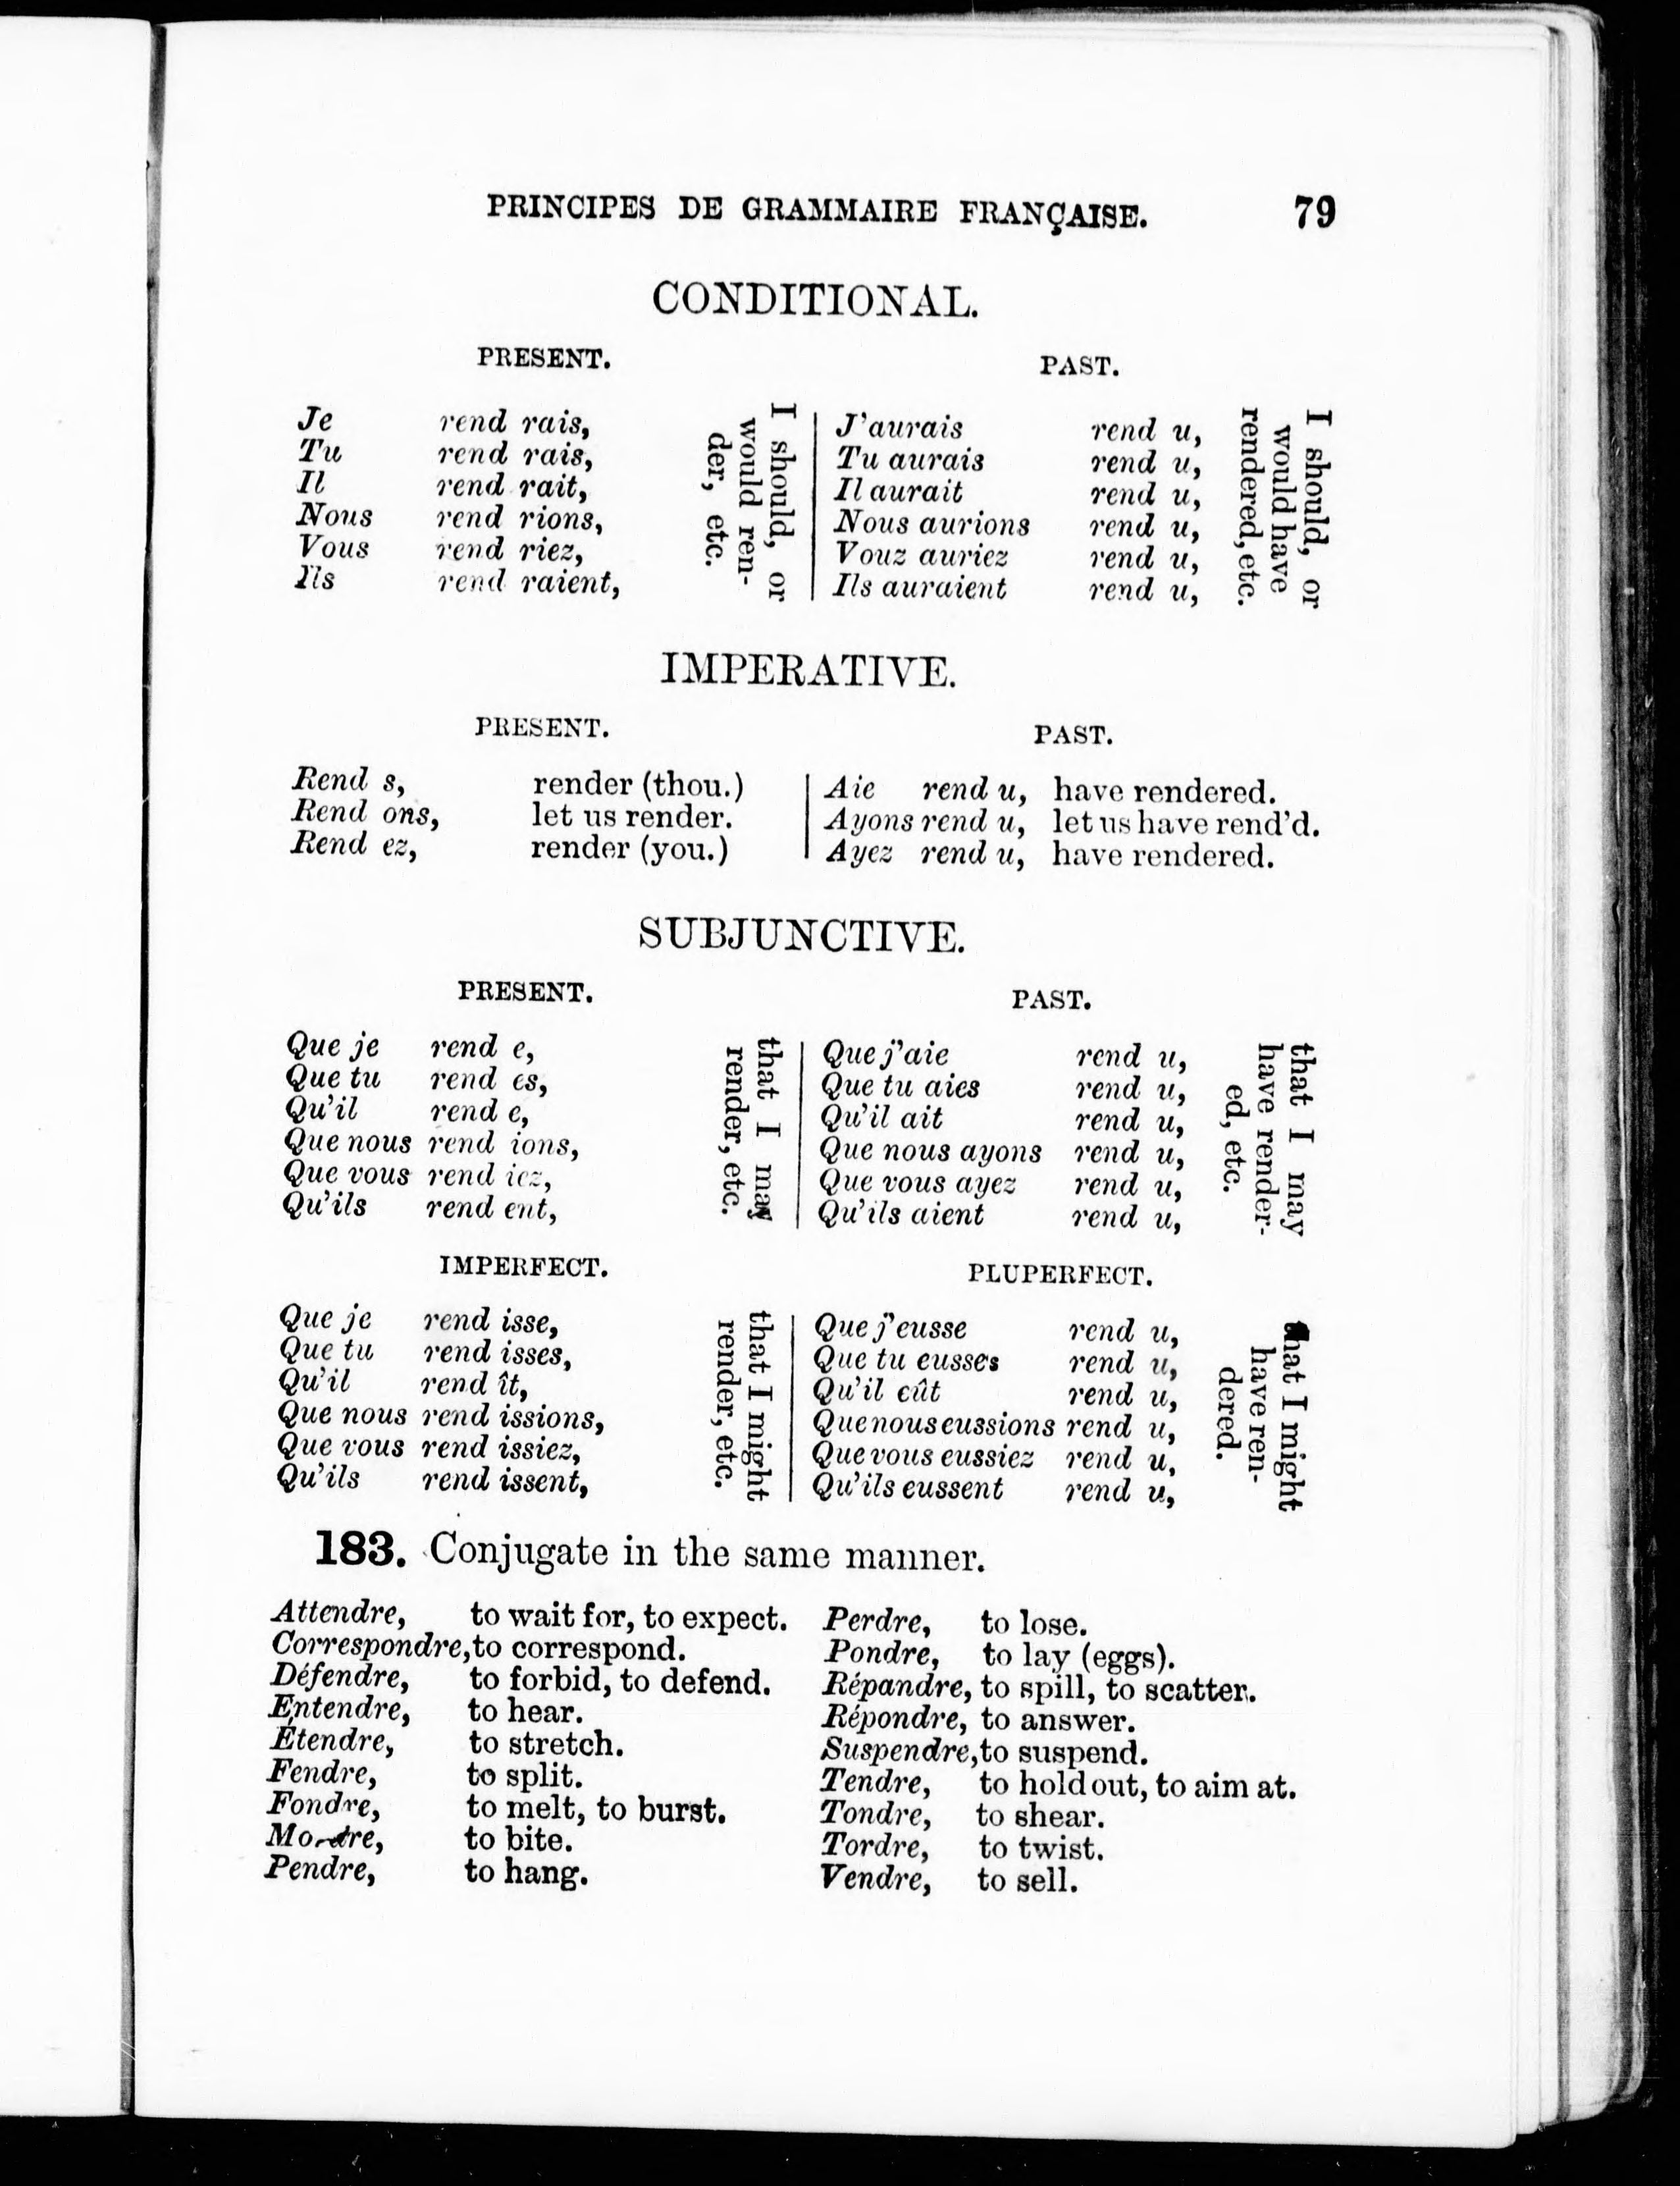 PRINCIPES DE GRAMMAIRE FRANÇAISE. 79
CONDITIONAL.
PRESENT.
Je rend rais,
Tu rend rais,
Il rend rait,
Nous rend rions,
Vous rend riez,
Ils rend raient,
I should, or
would ren-
der, etc.
PAST.
J'aurais rend u,
Tu aurais rend u,
Il aurait rend u,
Nous aurions rend u,
Vouz auriez rend u,
Ils auraient rend u,
I should, or
would have
rendered, etc.
IMPERATIVE.
PRESENT.
Rend s, render (thou.)
Rend ons, let us render.
Rend ez, render (you.)
PAST.
Aie rend u, have rendered.
Ayons rend u, let us have rend'd.
Ayez rend u, have rendered.
SUBJUNCTIVE.
PRESENT.
Que je rend e,
Que tu rend es,
Qu'il rend e,
Que nous rend ions,
Que vous rend iez,
Qu'ils rend ent,
that I may
render, etc.
PAST.
Que j'aie rend u,
Que tu aies rend u,
Qu'il ait rend u,
Que nous ayons rend u,
Que vous ayez rend u,
Qu'ils aient rend u,
that I may
have render-
ed, etc.
IMPERFECT.
Que je rend isse,
Que tu rend isses,
Qu'il rend ît,
Que nous rend issions,
Que vous rend issiez,
Qu'ils rend issent,
that I might
render, etc.
PLUPERFECT.
Que j'eusse rend u,
Que tu eusses rend u,
Qu'il eût rend u,
Que nous eussions rend u,
Que vous eussiez rend u,
Qu'ils eussent rend u,
that I might
have ren-
dered.
183. Conjugate in the same manner.
Attendre, to wait for, to expect.
Correspondre, to correspond.
Défendre, to forbid, to defend.
Entendre, to hear.
Étendre, to stretch.
Fendre, to split.
Fondre, to melt, to burst.
Mordre, to bite.
Pendre, to hang.
Perdre, to lose.
Pondre, to lay (eggs).
Répandre, to spill, to scatter.
Répondre, to answer.
Suspendre, to suspend.
Tendre, to hold out, to aim at.
Tondre, to shear.
Tordre, to twist.
Vendre, to sell.